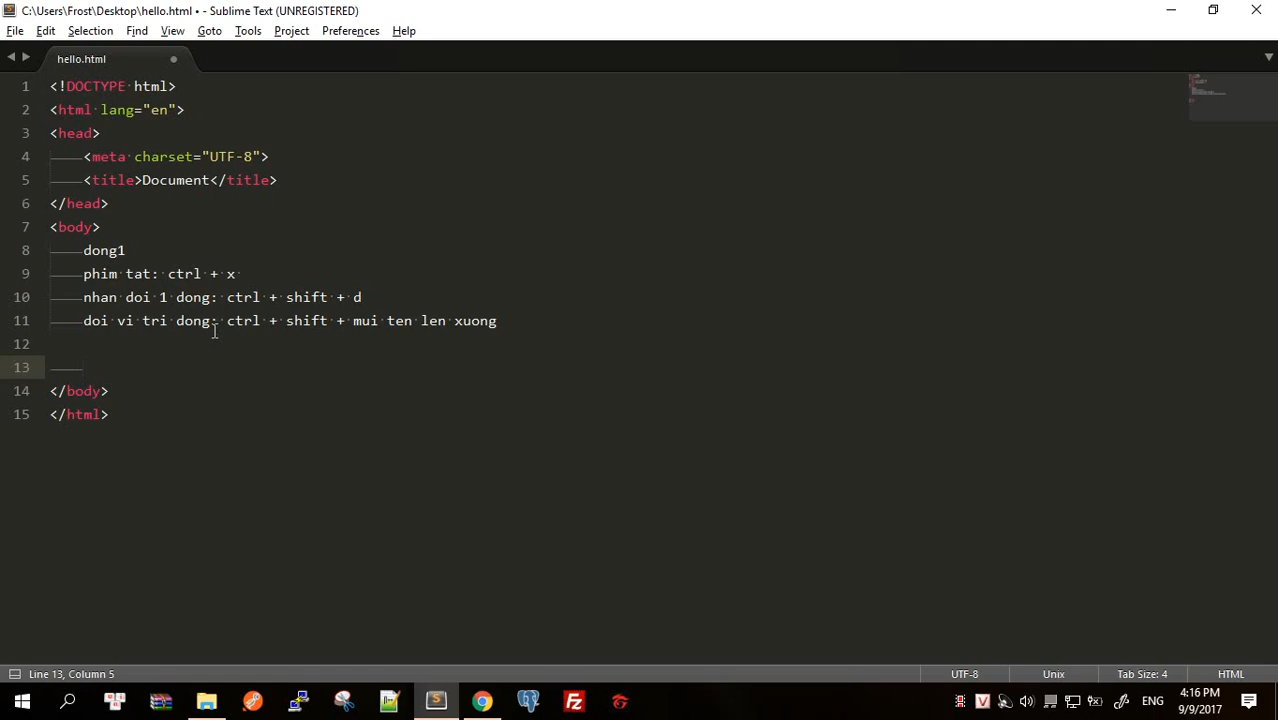 C:\Users\Frost\Desktop\hello.html • - Sublime Text (UNREGISTERED)
File Edit Selection Find View Goto Tools Project Preferences Help
hello.html
1 <!DOCTYPE html>
2 <html lang="en">
3 <head>
4 <meta charset="UTF-8">
5 <title>Document</title>
6 </head>
7 <body>
8 dong1
9 phim tat: ctrl + x
10 nhan doi 1 dong: ctrl + shift + d
11 doi vi tri dong: ctrl + shift + mui ten len xuong
12
13
14 </body>
15 </html>
Line 13, Column 5 UTF-8 Unix Tab Size: 4 HTML
ENG 4:16 PM
9/9/2017